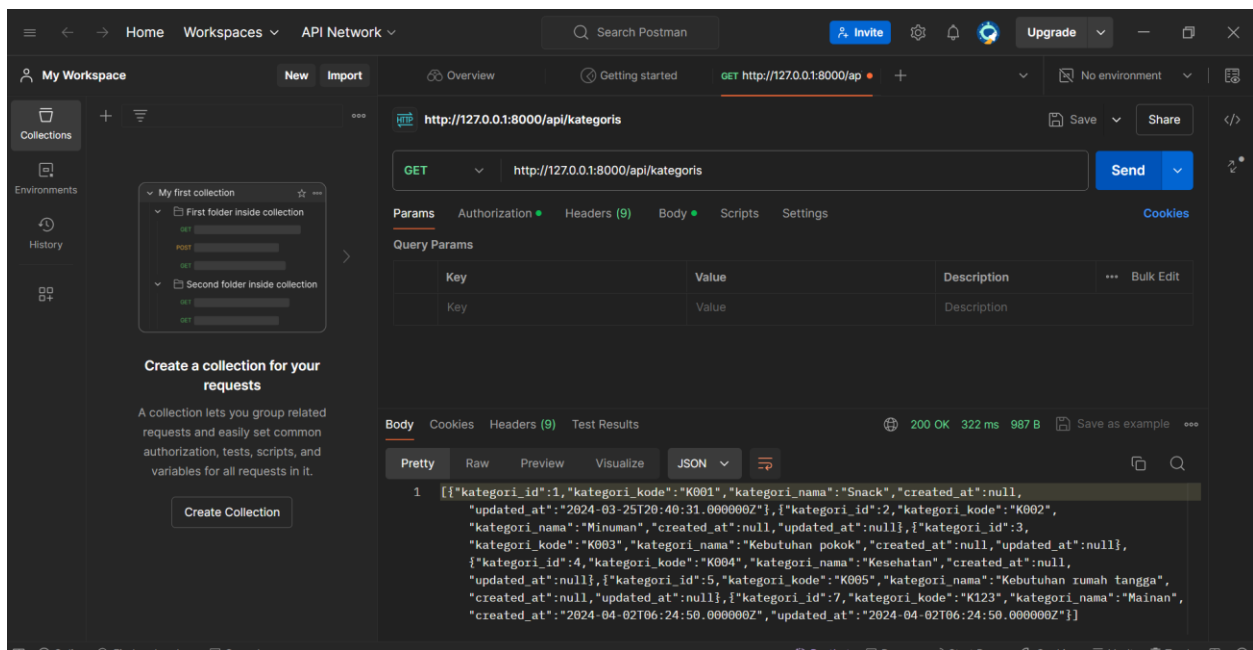 Home Workspaces API Network Search Postman Invite Upgrade
My Workspace New Import Overview Getting started GET http://127.0.0.1:8000/ap No environment
Collections
Environments
History
My first collection
First folder inside collection
GET
POST
GET
Second folder inside collection
GET
GET
Create a collection for your
requests
A collection lets you group related
requests and easily set common
authorization, tests, scripts, and
variables for all requests in it.
Create Collection
HTTP http://127.0.0.1:8000/api/kategoris Save Share
GET http://127.0.0.1:8000/api/kategoris Send
Params Authorization Headers (9) Body Scripts Settings Cookies
Query Params
Key Value Description Bulk Edit
Key Value Description
Body Cookies Headers (9) Test Results 200 OK 322 ms 987 B Save as example
Pretty Raw Preview Visualize JSON
1 [{"kategori_id":1,"kategori_kode":"K001","kategori_nama":"Snack","created_at":null,
"updated_at":"2024-03-25T20:40:31.000000Z"},{"kategori_id":2,"kategori_kode":"K002",
"kategori_nama":"Minuman","created_at":null,"updated_at":null},{"kategori_id":3,
"kategori_kode":"K003","kategori_nama":"Kebutuhan pokok","created_at":null,"updated_at":null},
{"kategori_id":4,"kategori_kode":"K004","kategori_nama":"Kesehatan","created_at":null,
"updated_at":null},{"kategori_id":5,"kategori_kode":"K005","kategori_nama":"Kebutuhan rumah tangga",
"created_at":null,"updated_at":null},{"kategori_id":7,"kategori_kode":"K123","kategori_nama":"Mainan",
"created_at":"2024-04-02T06:24:50.000000Z","updated_at":"2024-04-02T06:24:50.000000Z"}]